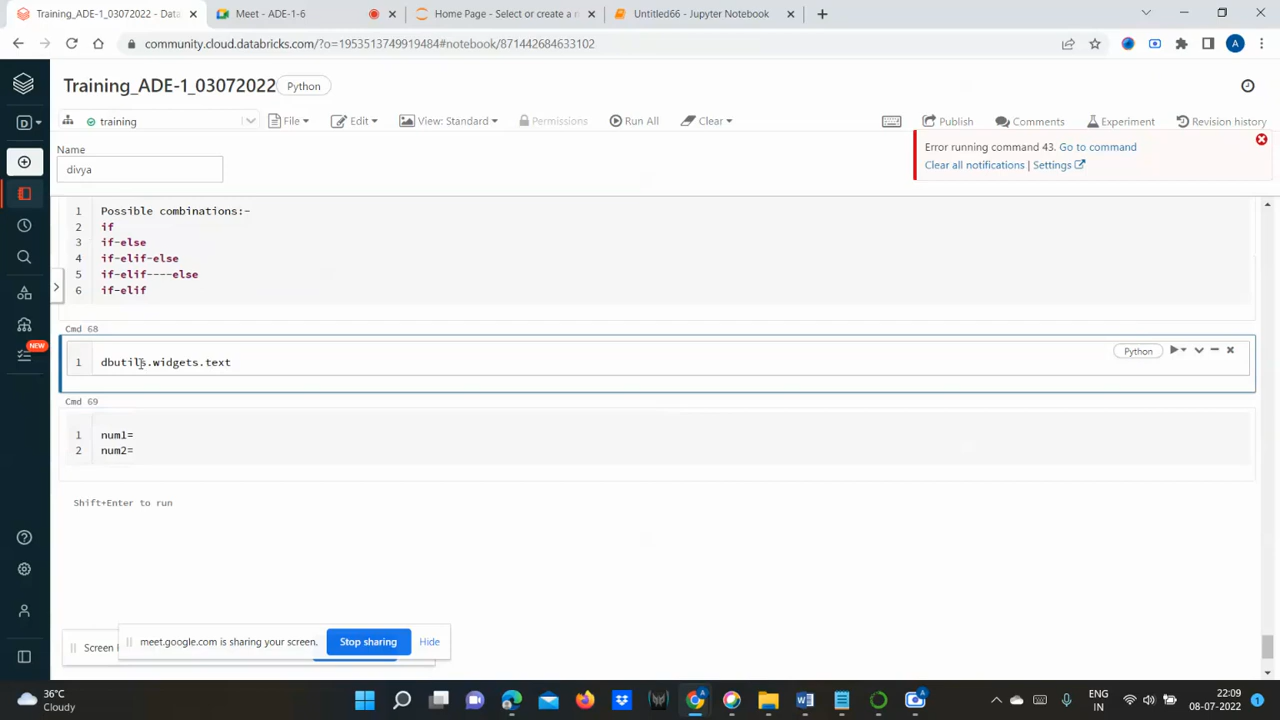 Training_ADE-1_03072022 - Data
Meet - ADE-1-6
Home Page - Select or create a n
Untitled66 - Jupyter Notebook
community.cloud.databricks.com/?o=1953513749919484#notebook/871442684633102
A
Training_ADE-1_03072022
Python
D
training
File
Edit
View: Standard
Permissions
Run All
Clear
Publish
Comments
Experiment
Revision history
Error running command 43. Go to command
Clear all notifications | Settings
Name
divya
1 Possible combinations:-
2 if
3 if-else
4 if-elif-else
5 if-elif----else
6 if-elif
Cmd 68
1 dbutils.widgets.text
Python
NEW
Cmd 69
1 num1=
2 num2=
Shift+Enter to run
Screen
meet.google.com is sharing your screen.
Stop sharing
Hide
36°C
Cloudy
ENG
IN
22:09
08-07-2022